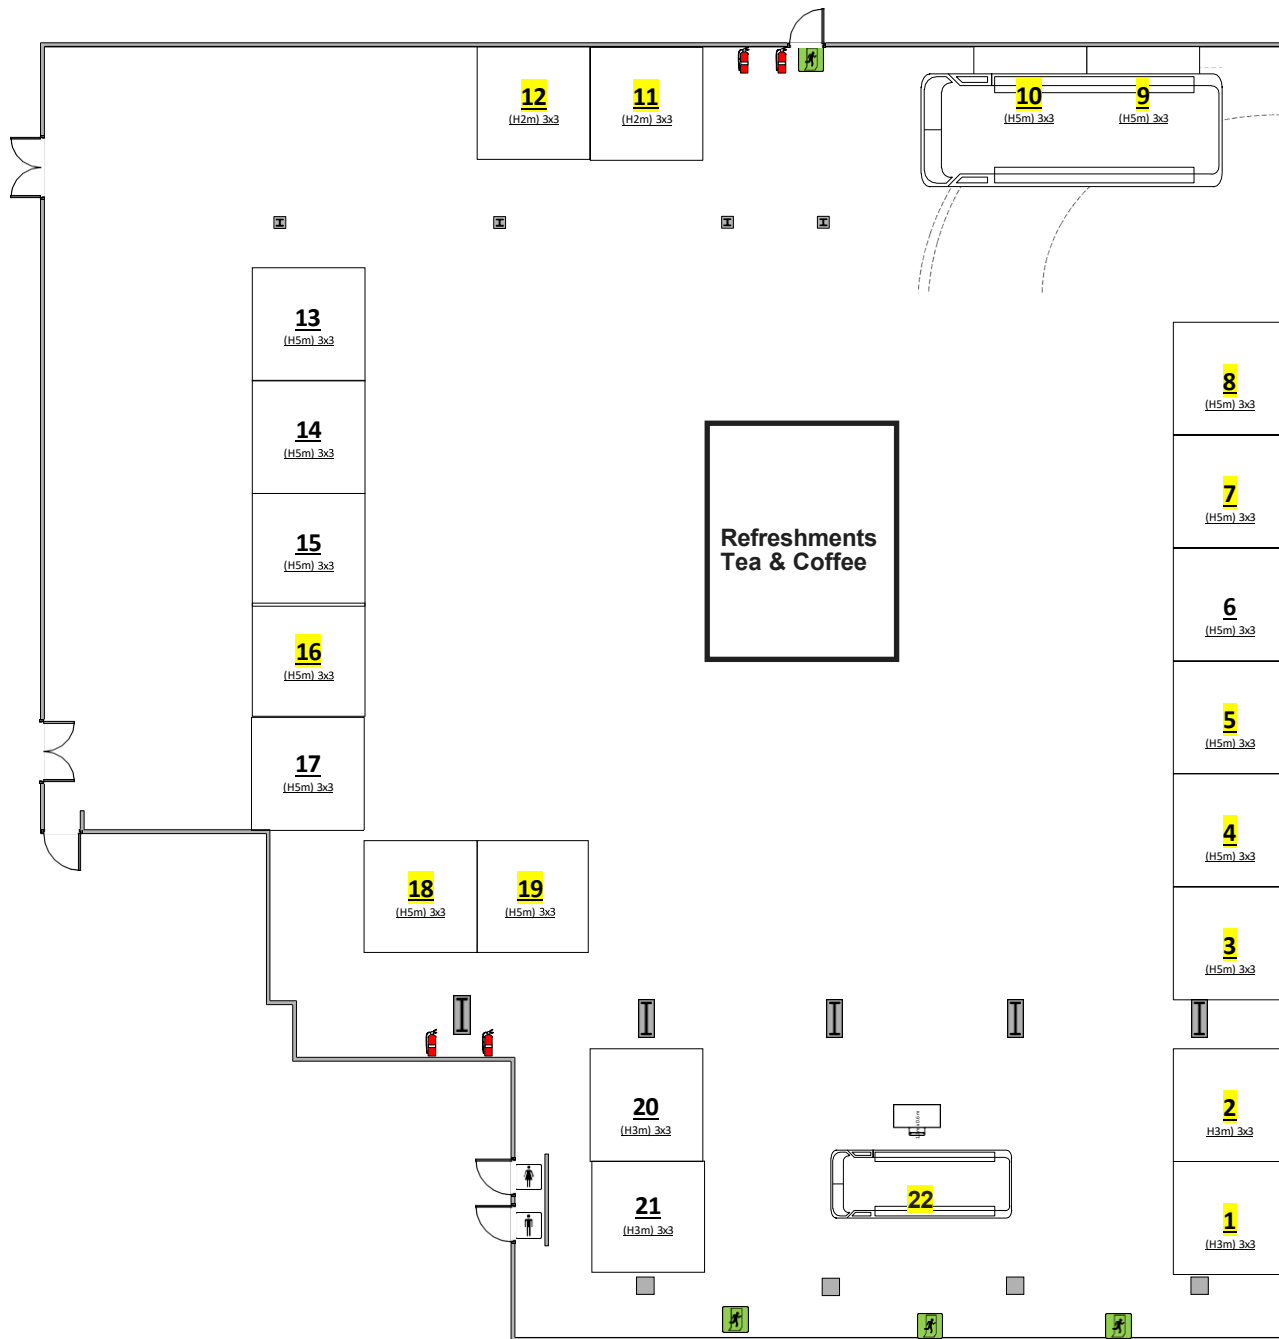 12
(H2m) 3x3
11
(H2m) 3x3
10
(H5m) 3x3
9
(H5m) 3x3
13
(H5m) 3x3
14
(H5m) 3x3
15
(H5m) 3x3
16
(H5m) 3x3
17
(H5m) 3x3
Refreshments
Tea & Coffee
8
(H5m) 3x3
7
(H5m) 3x3
6
(H5m) 3x3
5
(H5m) 3x3
4
(H5m) 3x3
3
(H5m) 3x3
18
(H5m) 3x3
19
(H5m) 3x3
20
(H3m) 3x3
21
(H3m) 3x3
22
2
H3m) 3x3
1
(H3m) 3x3